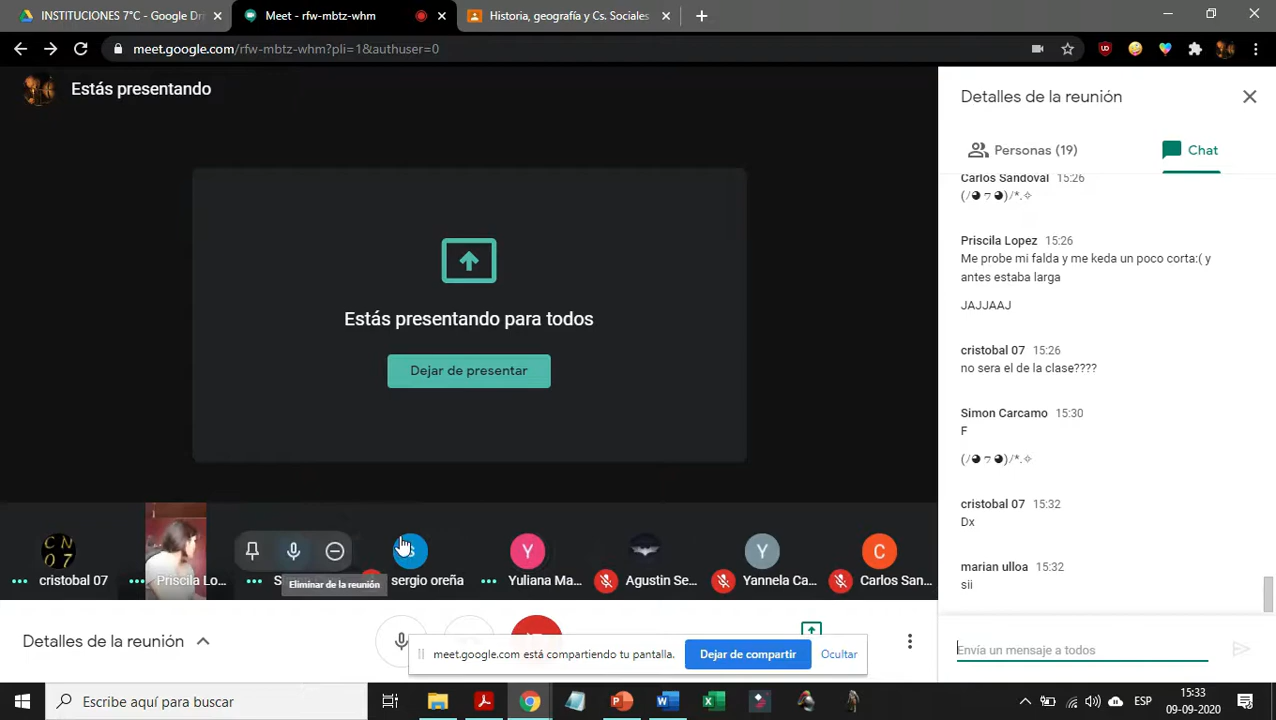 INSTITUCIONES 7°C - Google Dr
Meet - rfw-mbtz-whm
Historia, geografía y Cs. Sociales
meet.google.com/rfw-mbtz-whm?pli=1&authuser=0
Estás presentando
Estás presentando para todos
Dejar de presentar
cristobal 07
Priscila Lo...
Eliminar de la reunión
sergio oreña
Yuliana Ma...
Agustin Se...
Yannela Ca...
Carlos San...
Detalles de la reunión
meet.google.com está compartiendo tu pantalla.
Dejar de compartir
Ocultar
Detalles de la reunión
Personas (19)
Chat
Carlos Sandoval 15:26
Priscila Lopez 15:26
Me probe mi falda y me keda un poco corta:( y
antes estaba larga
JAJJAAJ
cristobal 07 15:26
no sera el de la clase????
Simon Carcamo 15:30
F
cristobal 07 15:32
Dx
marian ulloa 15:32
sii
Envía un mensaje a todos
Escribe aquí para buscar
ESP
15:33
09-09-2020